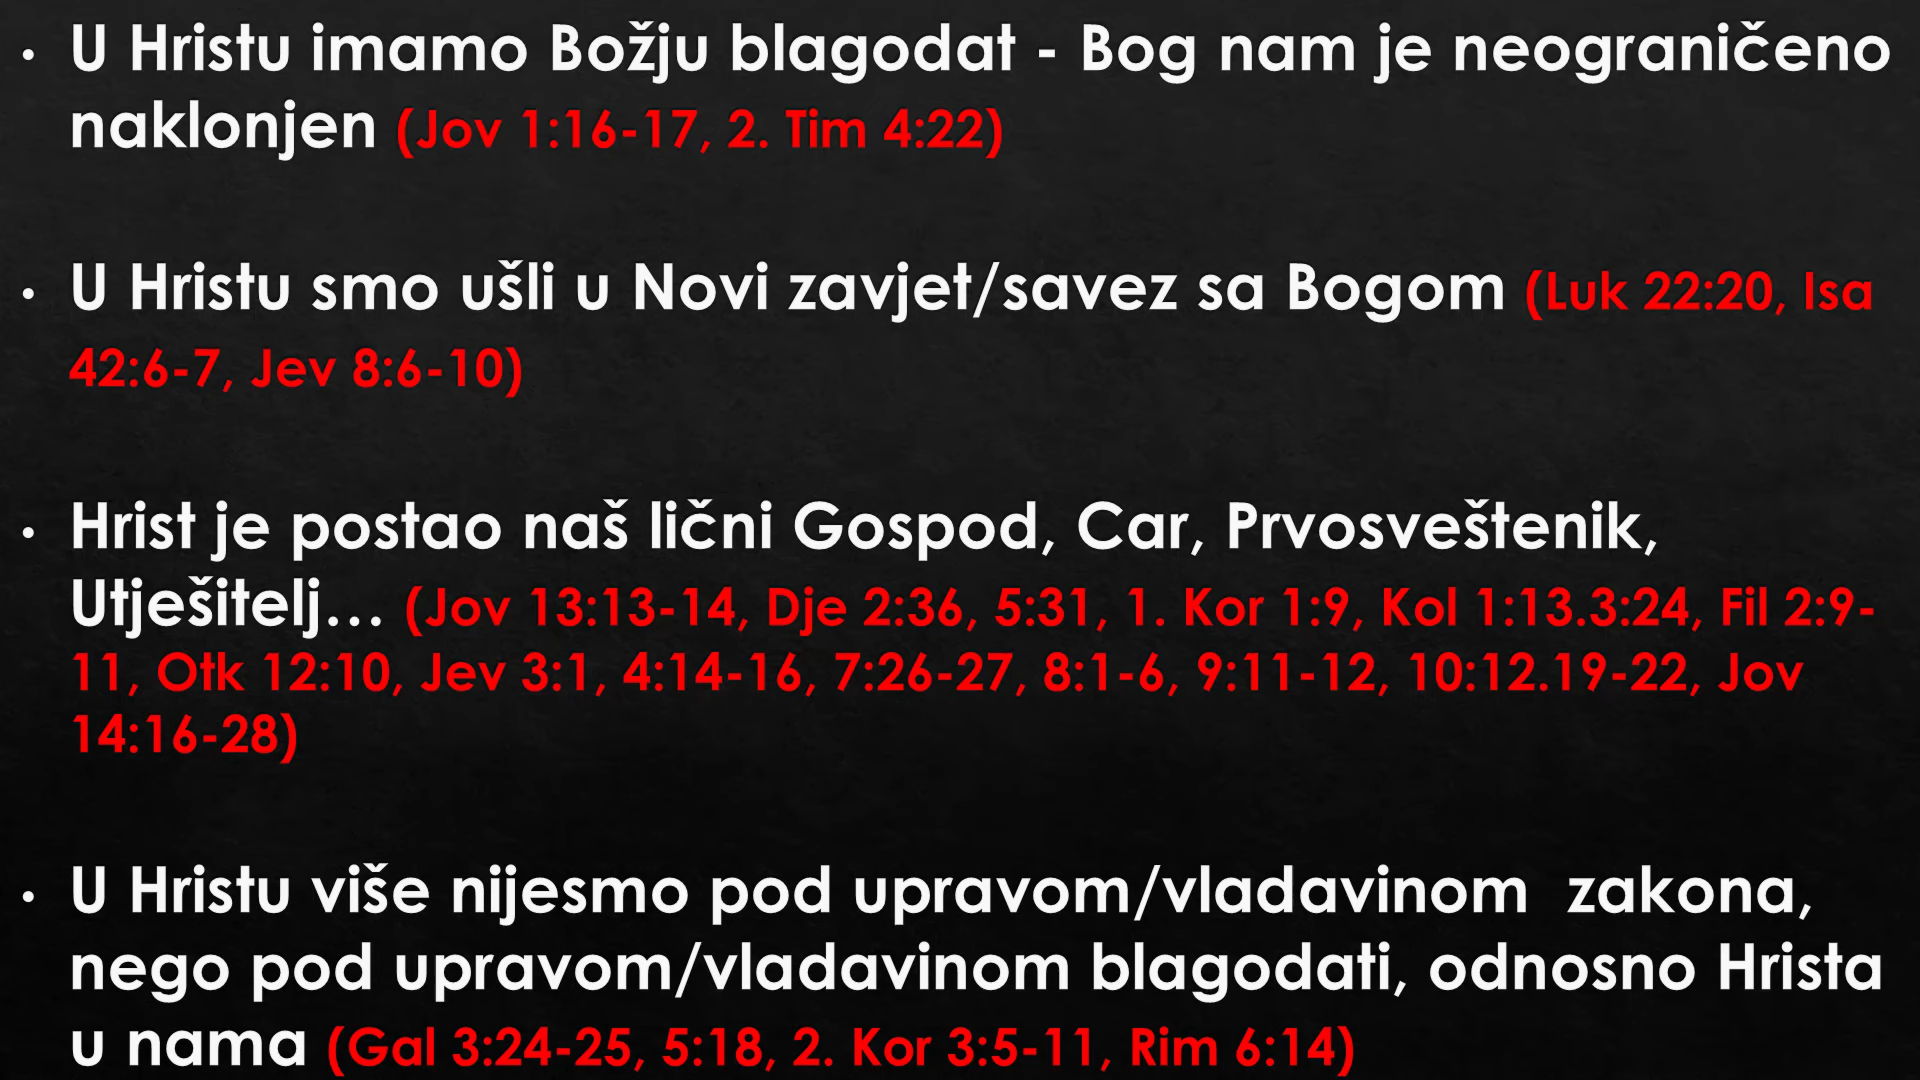 • U Hristu imamo Božju blagodat - Bog nam je neograničeno
naklonjen (Jov 1:16-17, 2. Tim 4:22)
• U Hristu smo ušli u Novi zavjet/savez sa Bogom (Luk 22:20, Isa
42:6-7, Jev 8:6-10)
• Hrist je postao naš lični Gospod, Car, Prvosveštenik,
Utješitelj… (Jov 13:13-14, Dje 2:36, 5:31, 1. Kor 1:9, Kol 1:13.3:24, Fil 2:9-
11, Otk 12:10, Jev 3:1, 4:14-16, 7:26-27, 8:1-6, 9:11-12, 10:12.19-22, Jov
14:16-28)
• U Hristu više nijesmo pod upravom/vladavinom  zakona,
nego pod upravom/vladavinom blagodati, odnosno Hrista
u nama (Gal 3:24-25, 5:18, 2. Kor 3:5-11, Rim 6:14)